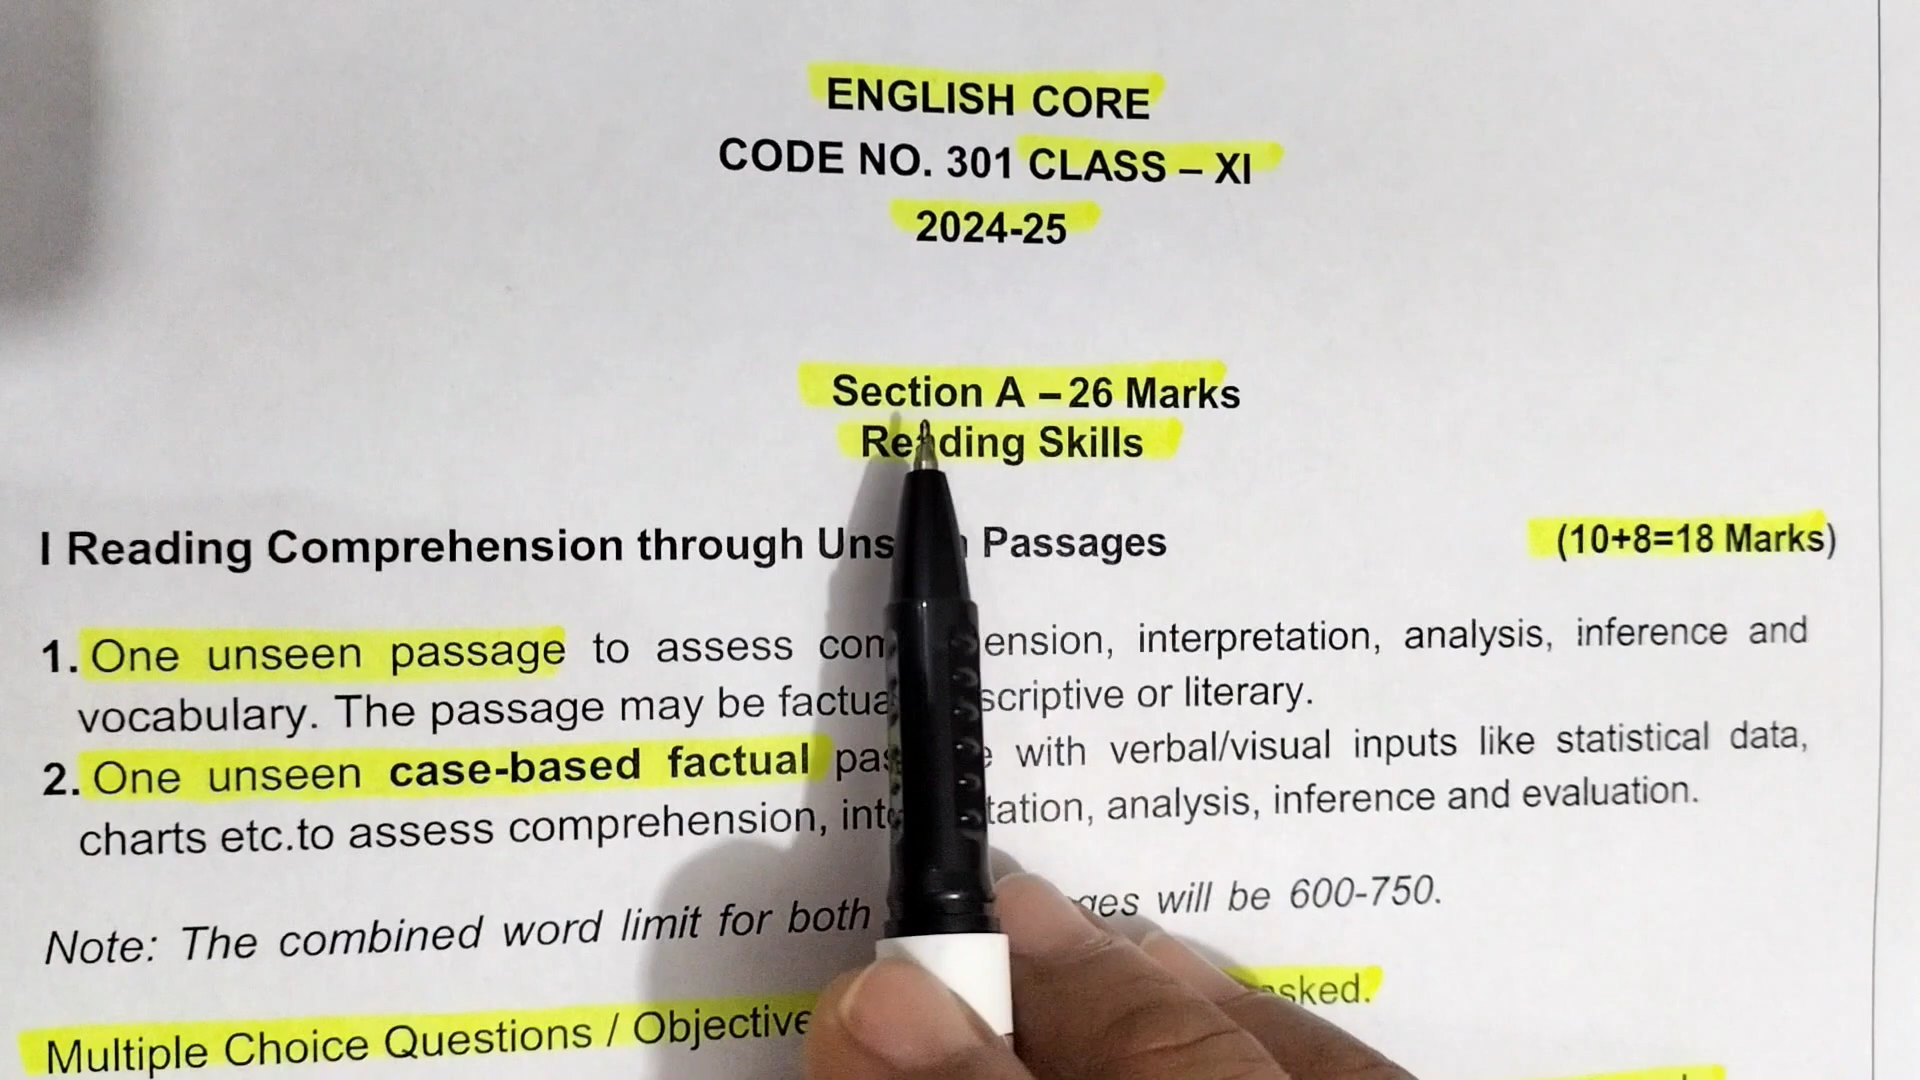 ENGLISH CORE
CODE NO. 301 CLASS – XI
2024-25
Section A – 26 Marks
Reading Skills
I Reading Comprehension through Unseen Passages (10+8=18 Marks)
1. One unseen passage to assess comprehension, interpretation, analysis, inference and
vocabulary. The passage may be factual descriptive or literary.
2. One unseen case-based factual passage with verbal/visual inputs like statistical data,
charts etc.to assess comprehension, interpretation, analysis, inference and evaluation.
Note: The combined word limit for both passages will be 600-750.
Multiple Choice Questions / Objective asked.